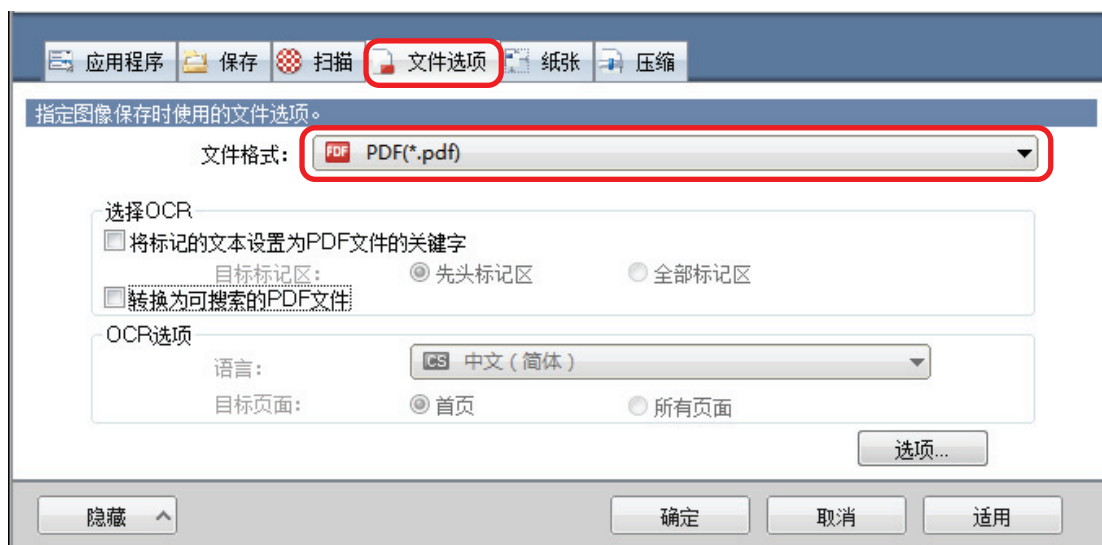 应用程序 保存 扫描 文件选项 纸张 压缩
指定图像保存时使用的文件选项。
文件格式： PDF PDF(*.pdf)
选择OCR
将标记的文本设置为PDF文件的关键字
目标标记区： 先头标记区 全部标记区
转换为可搜索的PDF文件
OCR选项
语言： CS 中文（简体）
目标页面： 首页 所有页面
选项...
隐藏 确定 取消 适用